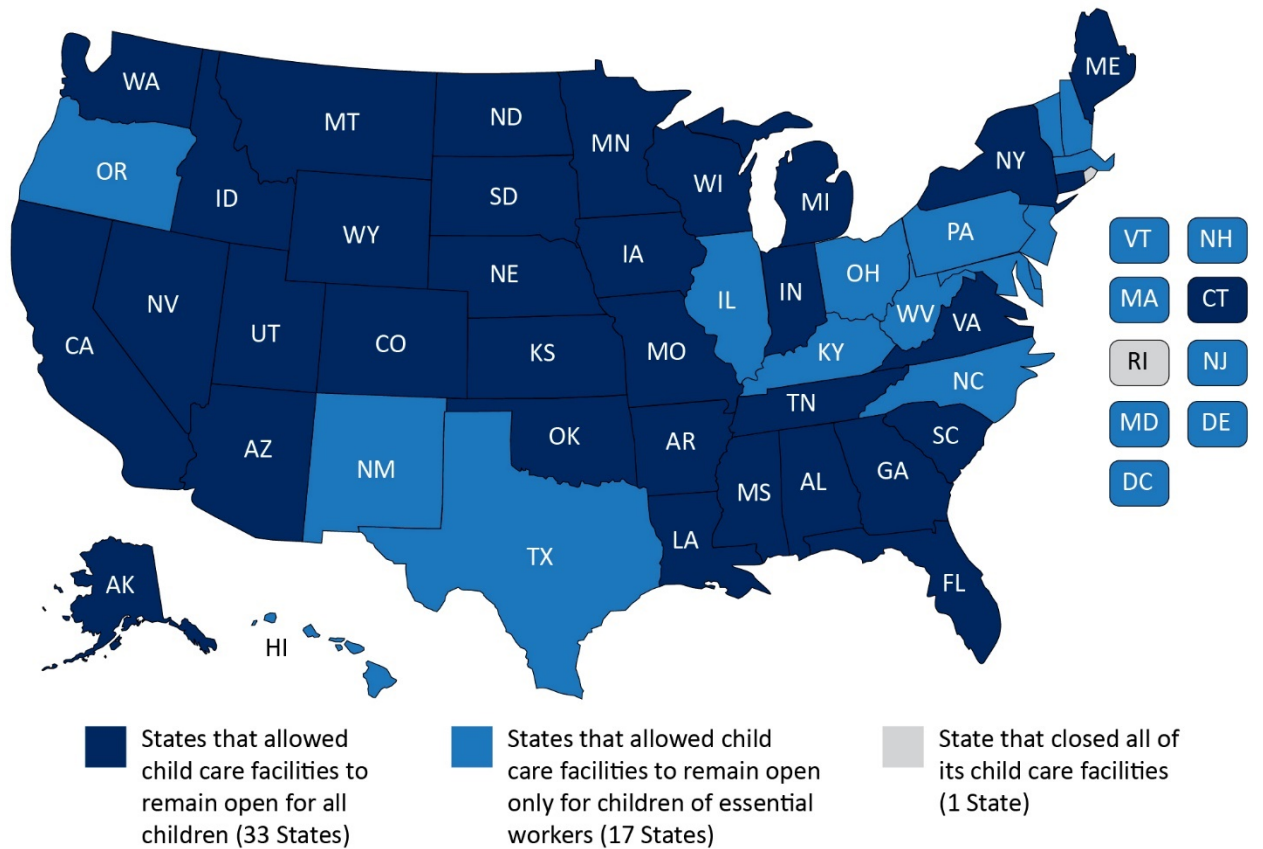 WA
MT
ND
MN
ME
OR
ID
SD
WI
MI
NY
WY
IA
PA
NE
NV
UT
CO
IL
IN
OH
WV
VA
CA
KS
MO
KY
NC
TN
AZ
NM
OK
AR
SC
MS
AL
GA
TX
LA
FL
AK
HI
VT
NH
MA
CT
RI
NJ
MD
DE
DC
States that allowed
child care facilities to
remain open for all
children (33 States)
States that allowed child
care facilities to remain open
only for children of essential
workers (17 States)
State that closed all of
its child care facilities
(1 State)